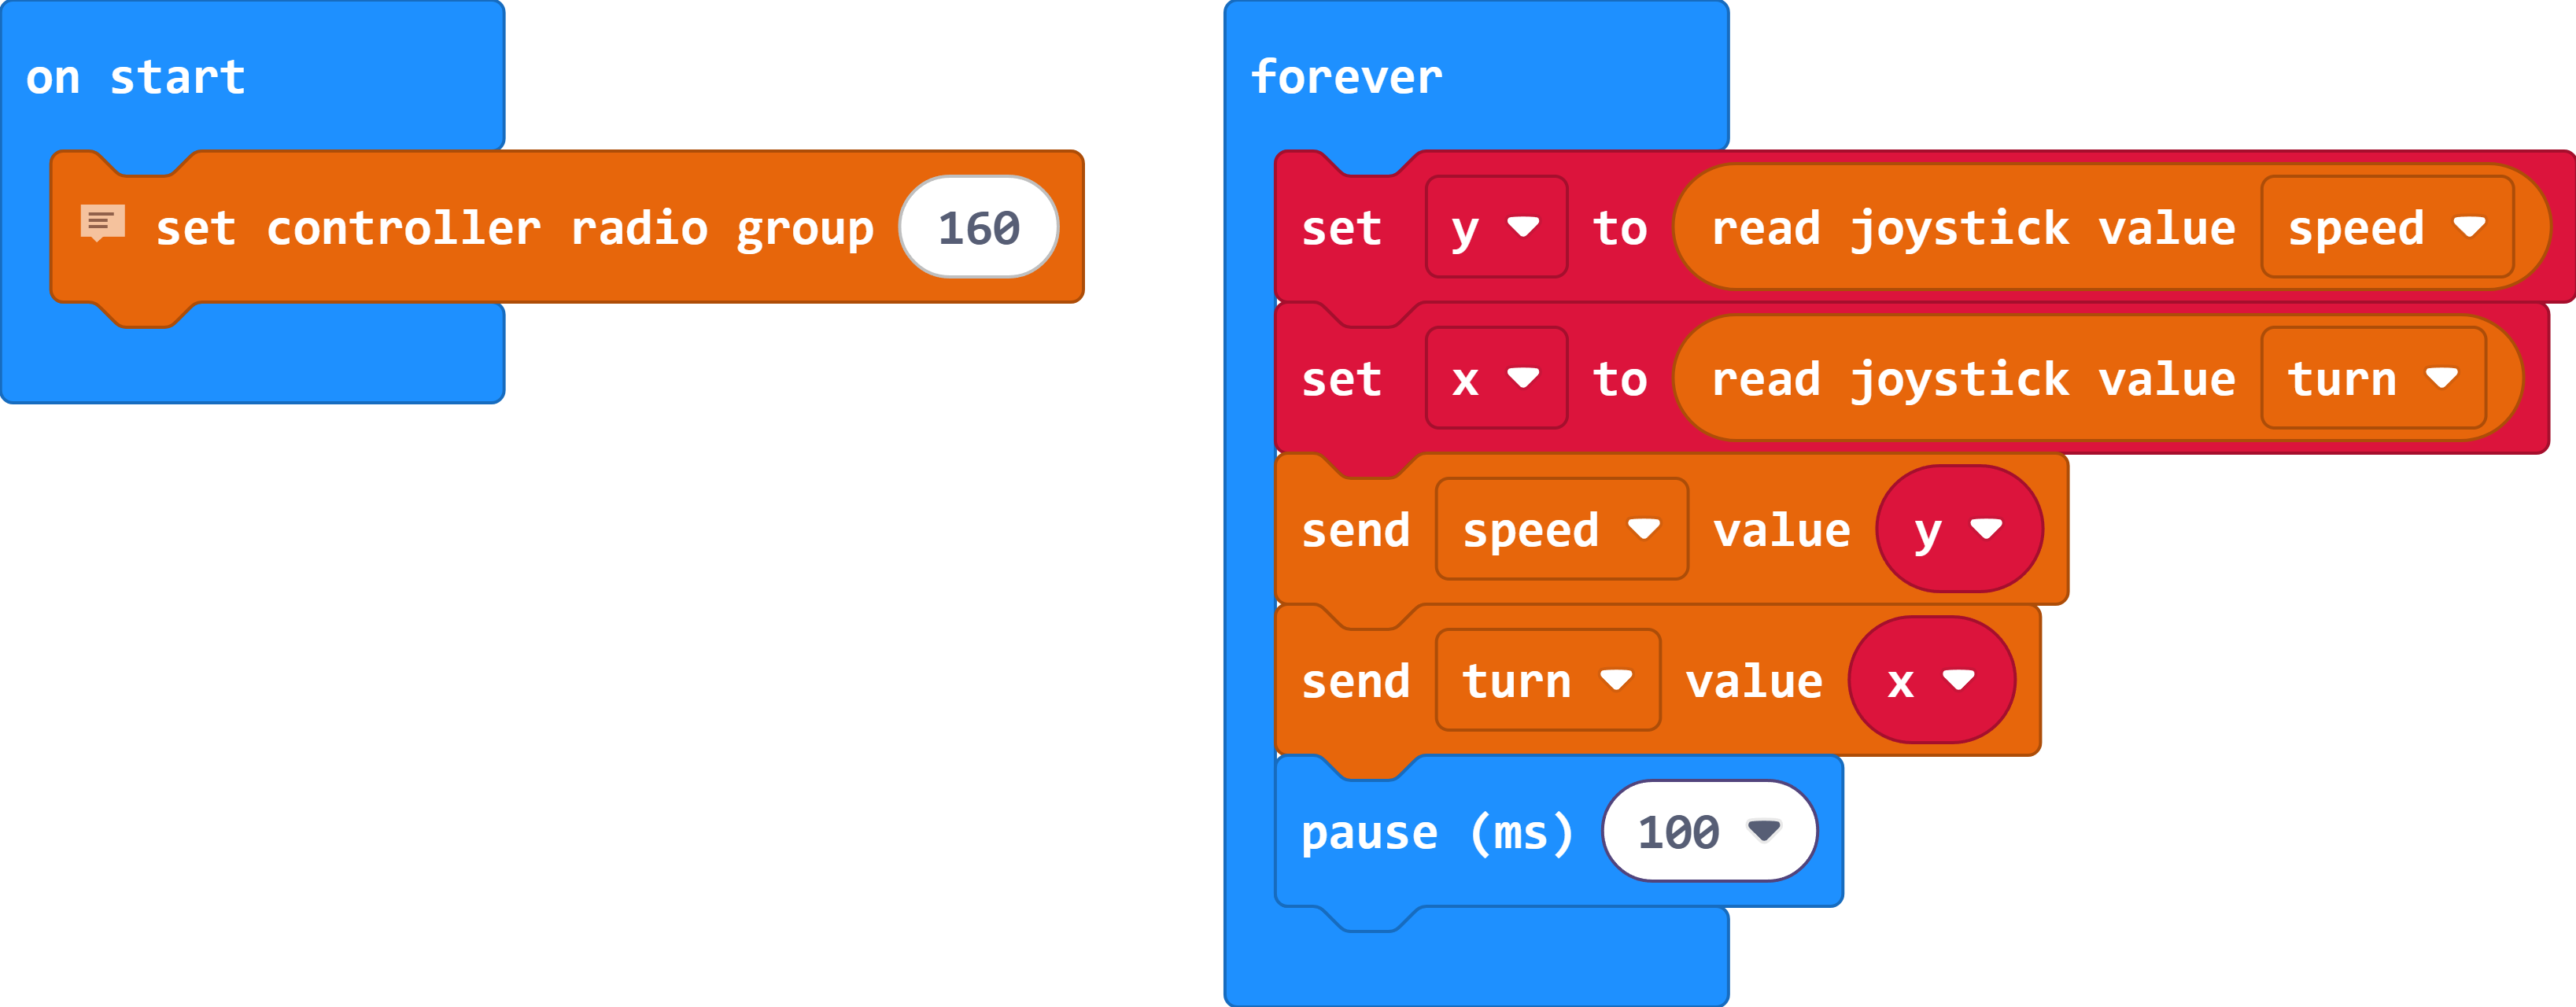 on start
set controller radio group 160
forever
set y to read joystick value speed
set x to read joystick value turn
send speed value y
send turn value x
pause (ms) 100